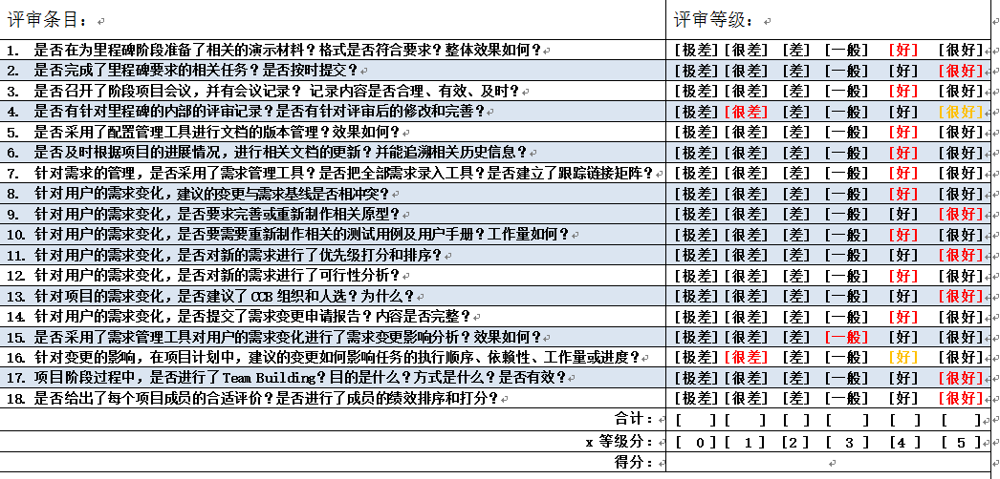 评审条目： 评审等级：
1. 是否在为里程碑阶段准备了相关的演示材料？格式是否符合要求？整体效果如何？ [极差] [很差] [差] [一般] [好] [很好]
2. 是否完成了里程碑要求的相关任务？是否按时提交？ [极差] [很差] [差] [一般] [好] [很好]
3. 是否召开了阶段项目会议，并有会议记录？ 记录内容是否合理、有效、及时？ [极差] [很差] [差] [一般] [好] [很好]
4. 是否有针对里程碑的内部的评审记录？是否有针对评审后的修改和完善？ [极差] [很差] [差] [一般] [好] [很好]
5. 是否采用了配置管理工具进行文档的版本管理？效果如何？ [极差] [很差] [差] [一般] [好] [很好]
6. 是否及时根据项目的进展情况，进行相关文档的更新？并能追溯相关历史信息？ [极差] [很差] [差] [一般] [好] [很好]
7. 针对需求的管理，是否采用了需求管理工具？是否把全部需求录入工具？是否建立了跟踪链接矩阵？ [极差] [很差] [差] [一般] [好] [很好]
8. 针对用户的需求变化，建议的变更与需求基线是否相冲突？ [极差] [很差] [差] [一般] [好] [很好]
9. 针对用户的需求变化，是否要求完善或重新制作相关原型？ [极差] [很差] [差] [一般] [好] [很好]
10. 针对用户的需求变化，是否要需要重新制作相关的测试用例及用户手册？工作量如何？ [极差] [很差] [差] [一般] [好] [很好]
11. 针对用户的需求变化，是否对新的需求进行了优先级打分和排序？ [极差] [很差] [差] [一般] [好] [很好]
12. 针对用户的需求变化，是否对新的需求进行了可行性分析？ [极差] [很差] [差] [一般] [好] [很好]
13. 针对项目的需求变化，是否建议了 CCB 组织和人选？为什么？ [极差] [很差] [差] [一般] [好] [很好]
14. 针对用户的需求变化，是否提交了需求变更申请报告？内容是否完整？ [极差] [很差] [差] [一般] [好] [很好]
15. 是否采用了需求管理工具对用户的需求变化进行了需求变更影响分析？效果如何？ [极差] [很差] [差] [一般] [好] [很好]
16. 针对变更的影响，在项目计划中，建议的变更如何影响任务的执行顺序、依赖性、工作量或进度？ [极差] [很差] [差] [一般] [好] [很好]
17. 项目阶段过程中，是否进行了 Team Building？目的是什么？方式是什么？是否有效？ [极差] [很差] [差] [一般] [好] [很好]
18. 是否给出了每个项目成员的合适评价？是否进行了成员的绩效排序和打分？ [极差] [很差] [差] [一般] [好] [很好]
合计： [ ] [ ] [ ] [ ] [ ] [ ]
x 等级分： [ 0 ] [ 1 ] [2 ] [ 3 ] [4 ] [ 5 ]
得分：